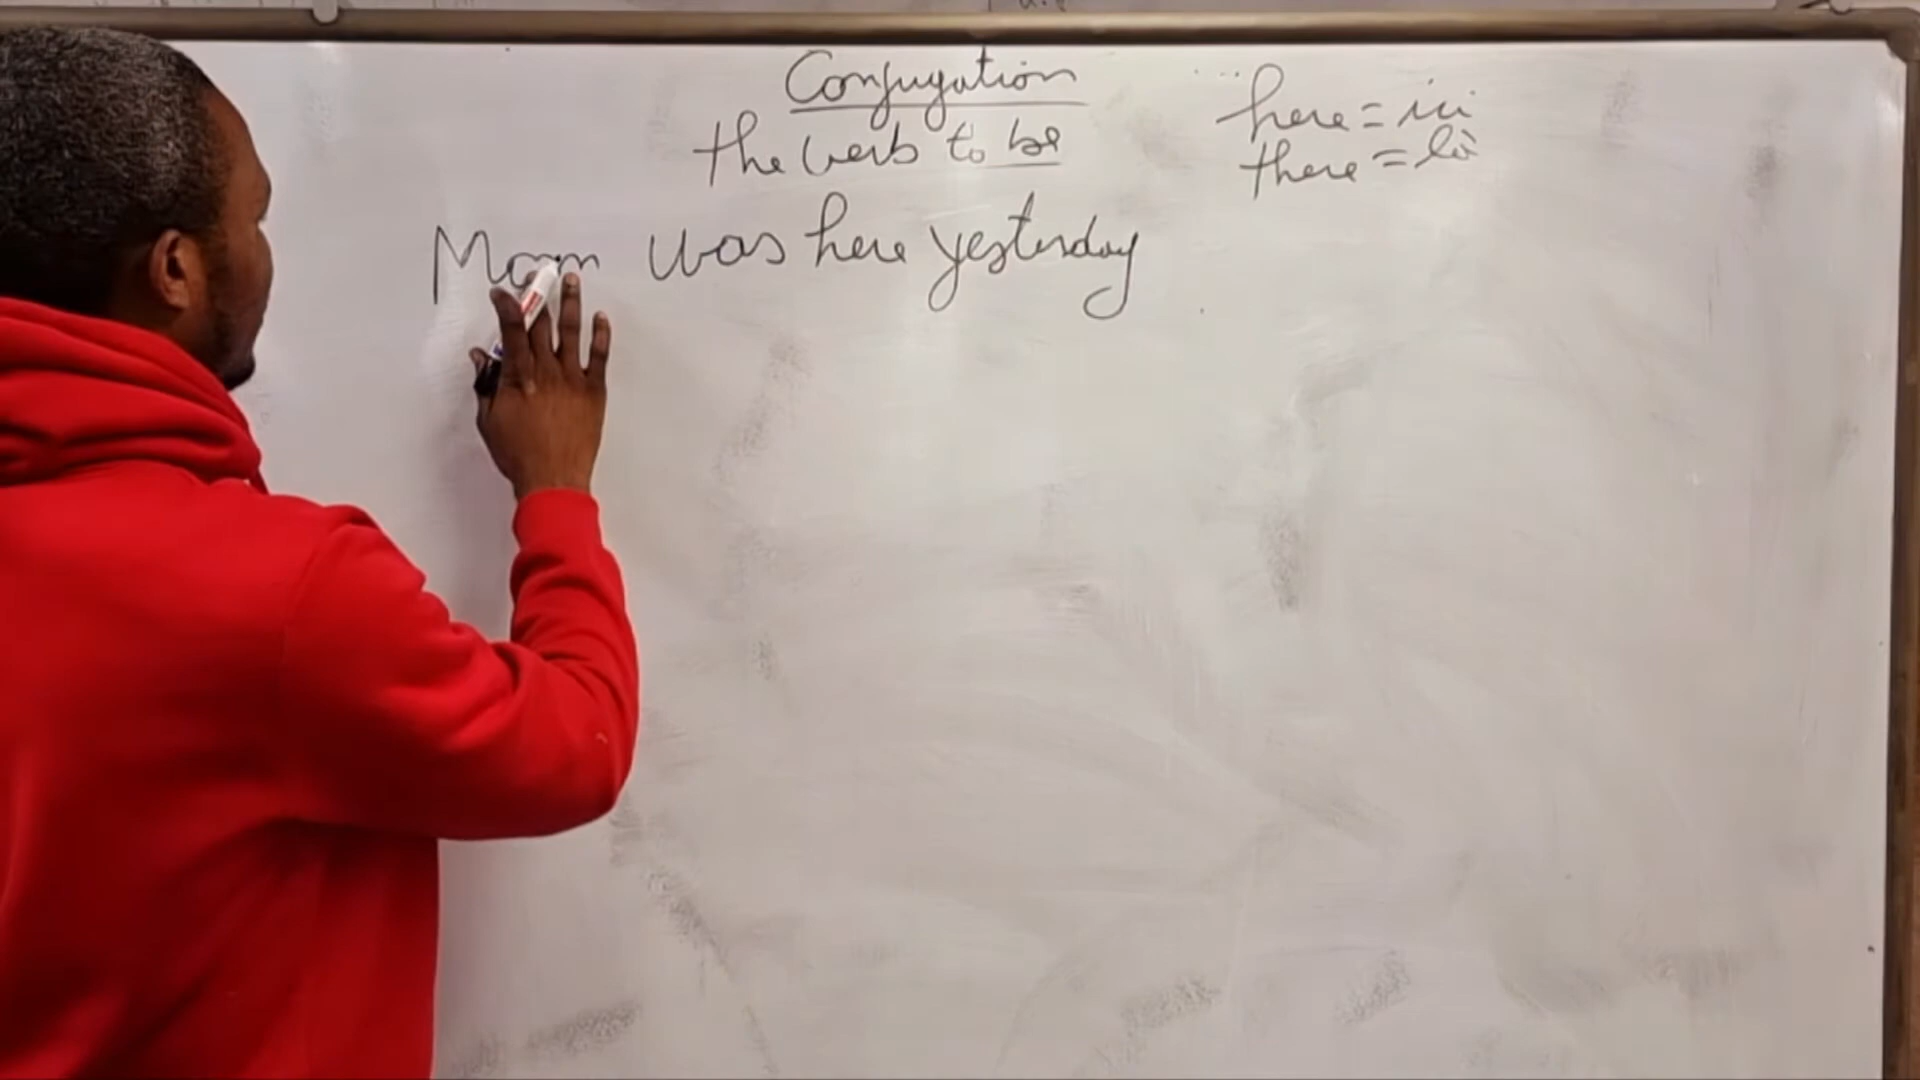 Conjugation
the verb to be
here = ici
there = là
Mom was here yesterday